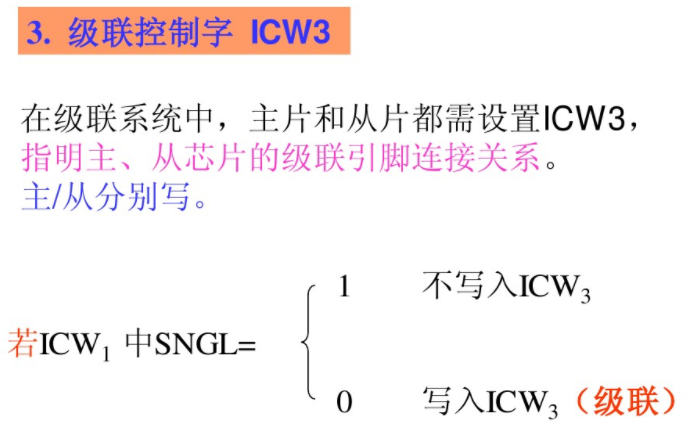 3. 级联控制字 ICW3
在级联系统中，主片和从片都需设置ICW3，
指明主、从芯片的级联引脚连接关系。
主/从分别写。
1 不写入ICW3
若ICW1 中SNGL=
0 写入ICW3（级联）